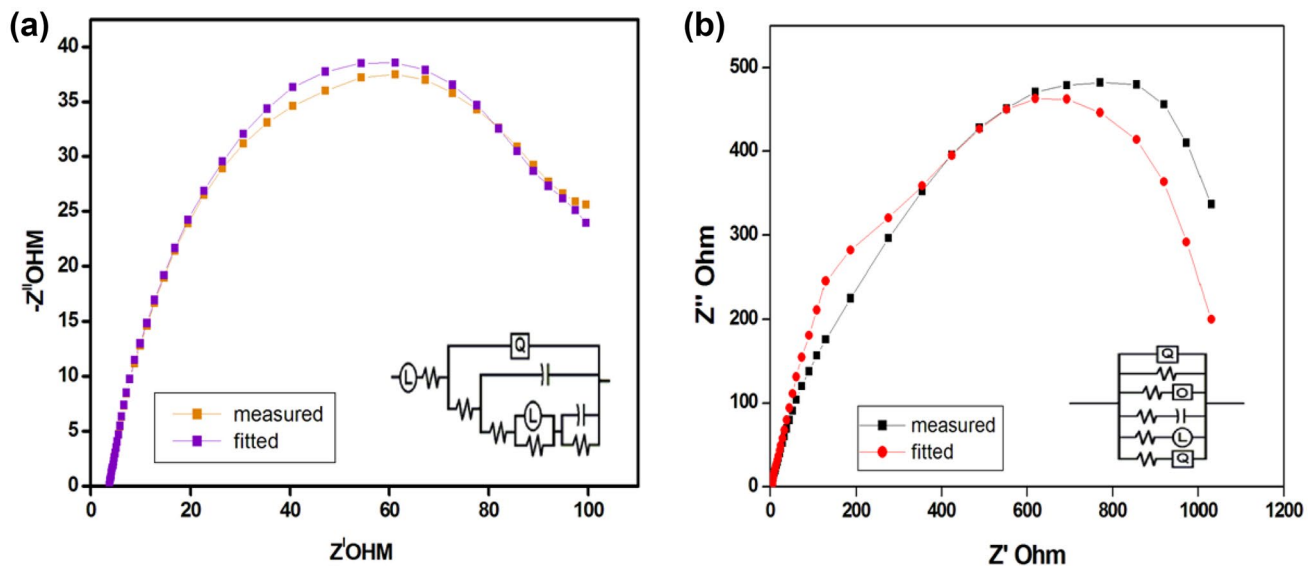 (a)
-Z^II OHM
40
35
30
25
20
15
10
5
0
0 20 40 60 80 100
Z^I OHM
measured
fitted
L
Q
L
(b)
Z'' Ohm
500
400
300
200
100
0
0 200 400 600 800 1000 1200
Z' Ohm
measured
fitted
Q
O
L
Q